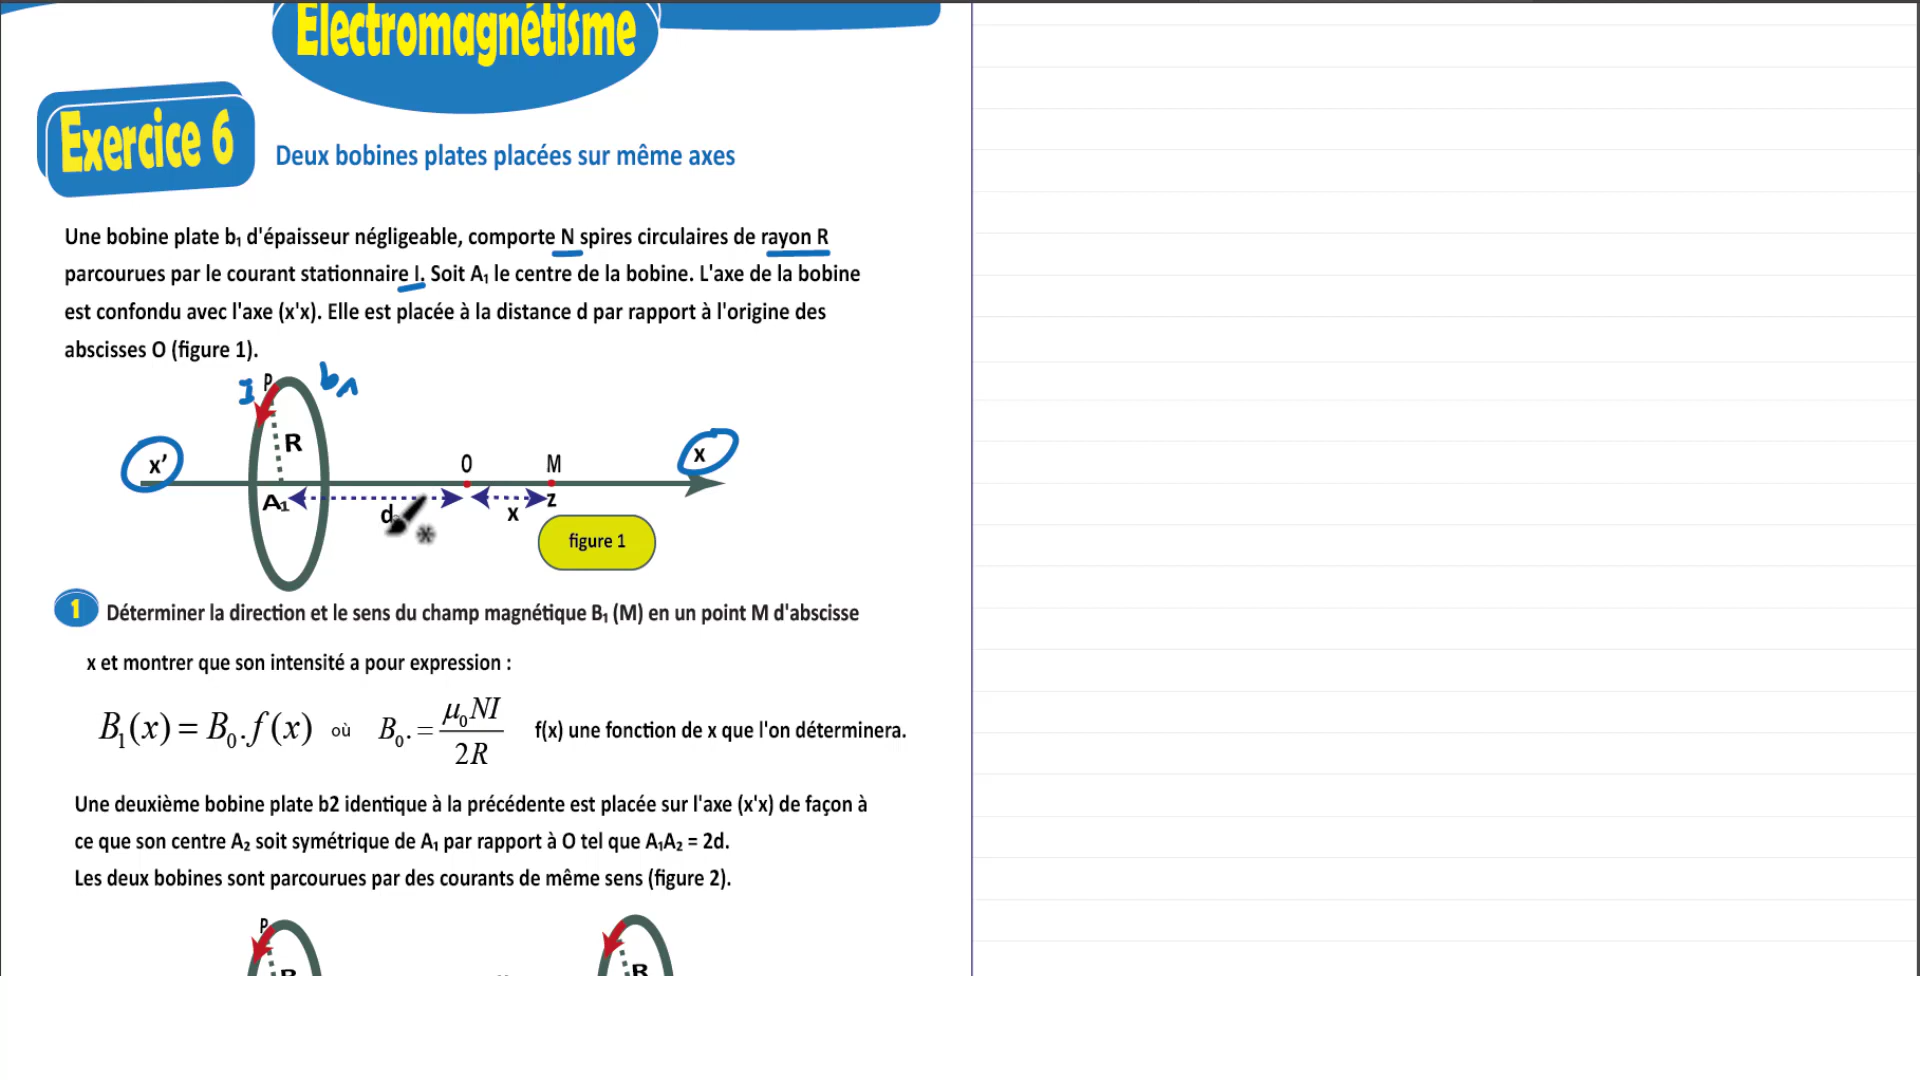 Electromagnétisme
Exercice 6
Deux bobines plates placées sur même axes
Une bobine plate b₁ d'épaisseur négligeable, comporte N spires circulaires de rayon R
parcourues par le courant stationnaire I. Soit A₁ le centre de la bobine. L'axe de la bobine
est confondu avec l'axe (x'x). Elle est placée à la distance d par rapport à l'origine des
abscisses O (figure 1).
I P b1
R
x' O M x
A₁ z
d x
figure 1
1 Déterminer la direction et le sens du champ magnétique B₁ (M) en un point M d'abscisse
x et montrer que son intensité a pour expression :
B₁(x) = B₀.f(x) où B₀. = μ₀NI / 2R f(x) une fonction de x que l'on déterminera.
Une deuxième bobine plate b2 identique à la précédente est placée sur l'axe (x'x) de façon à
ce que son centre A₂ soit symétrique de A₁ par rapport à O tel que A₁A₂ = 2d.
Les deux bobines sont parcourues par des courants de même sens (figure 2).
P
R R